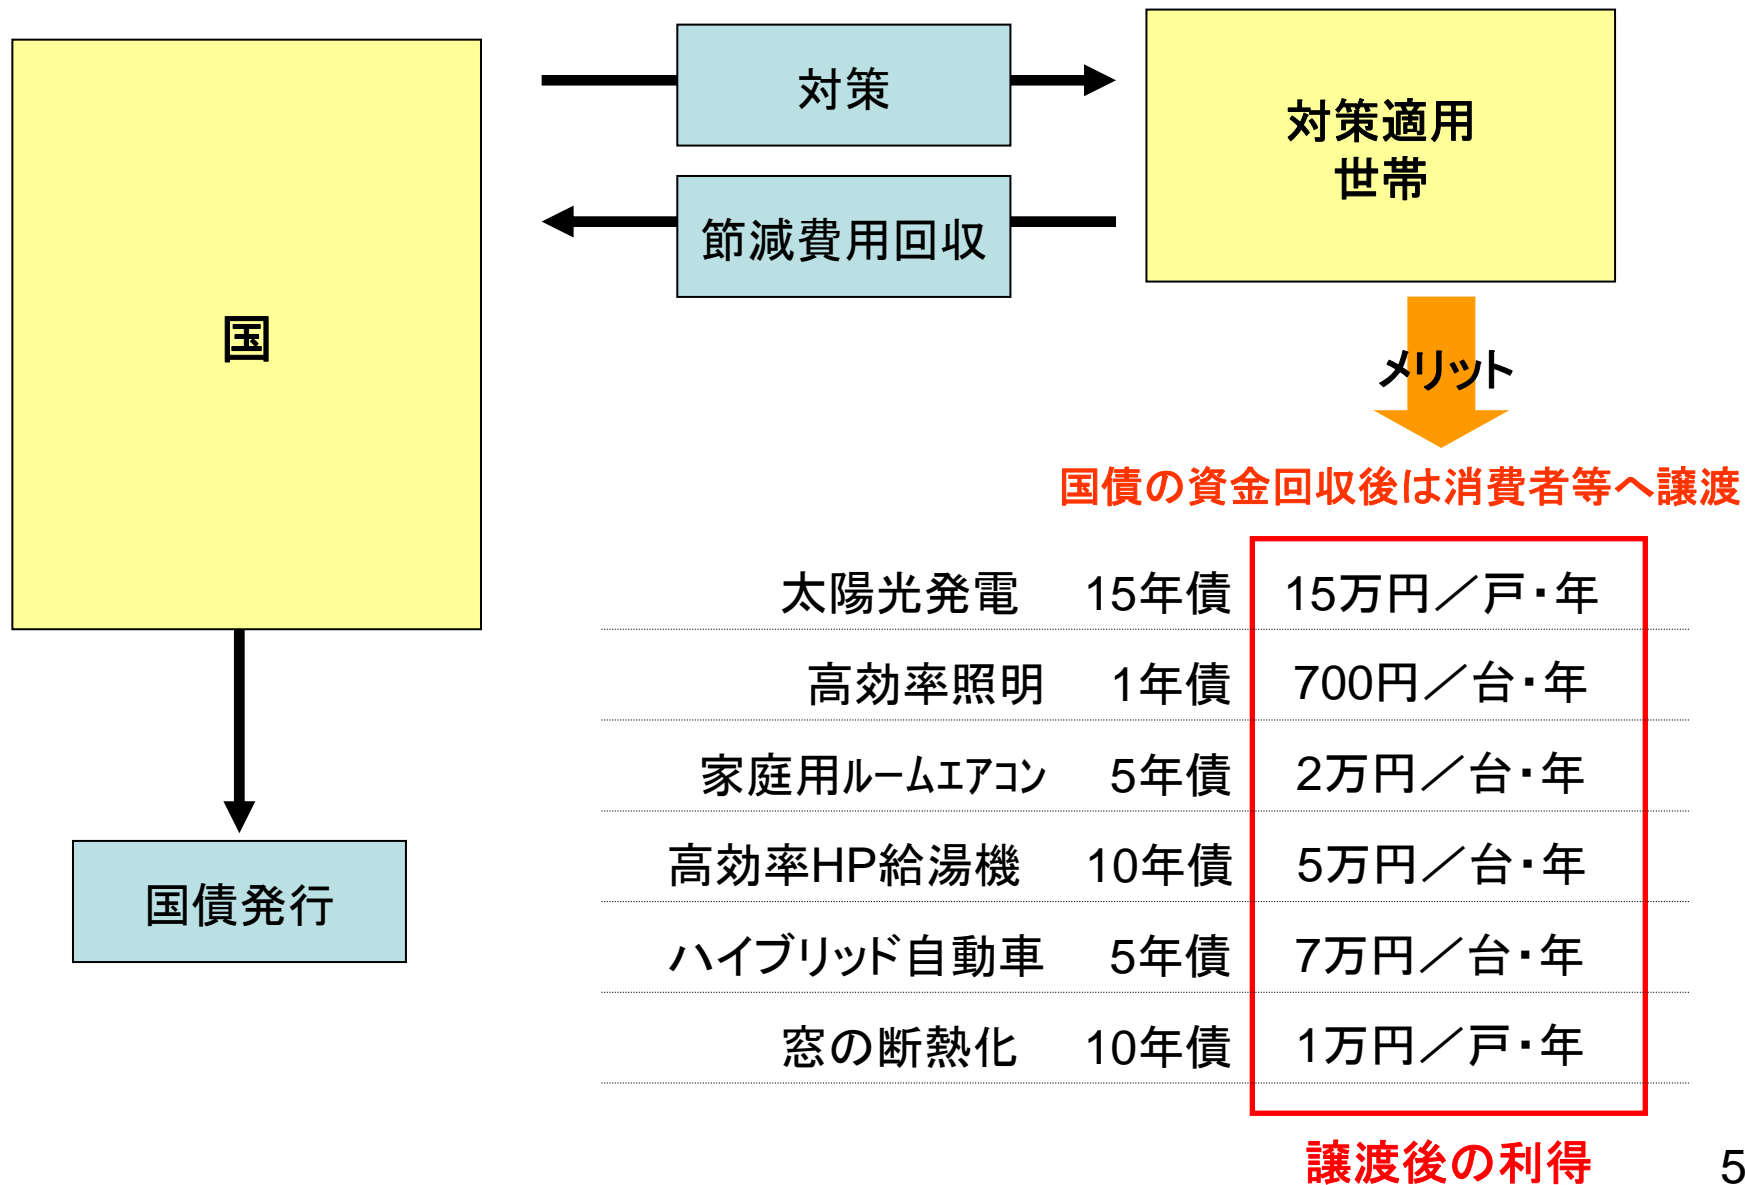 国
対策
節減費用回収
対策適用
世帯
メリット
国債発行
国債の資金回収後は消費者等へ譲渡
太陽光発電 15年債 15万円／戸・年
高効率照明 1年債 700円／台・年
家庭用ルームエアコン 5年債 2万円／台・年
高効率HP給湯機 10年債 5万円／台・年
ハイブリッド自動車 5年債 7万円／台・年
窓の断熱化 10年債 1万円／戸・年
譲渡後の利得
5